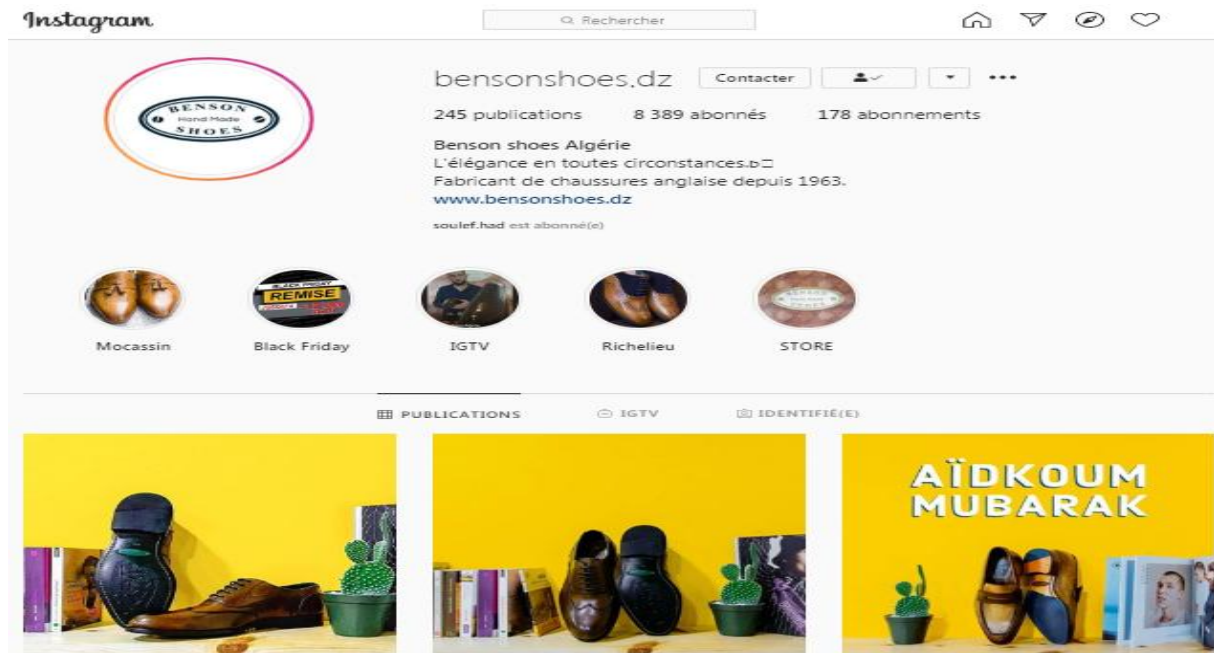 Instagram
Rechercher
bensonshoes.dz Contacter
245 publications 8 389 abonnés 178 abonnements
Benson shoes Algérie
L'élégance en toutes circonstances.
Fabricant de chaussures anglaise depuis 1963.
www.bensonshoes.dz
soulef.had est abonné(e)
BENSON
Hand Made
SHOES
BLACK FRIDAY
REMISE
Mocassin Black Friday IGTV Richelieu STORE
PUBLICATIONS IGTV IDENTIFIÉ(E)
AÏDKOUM
MUBARAK